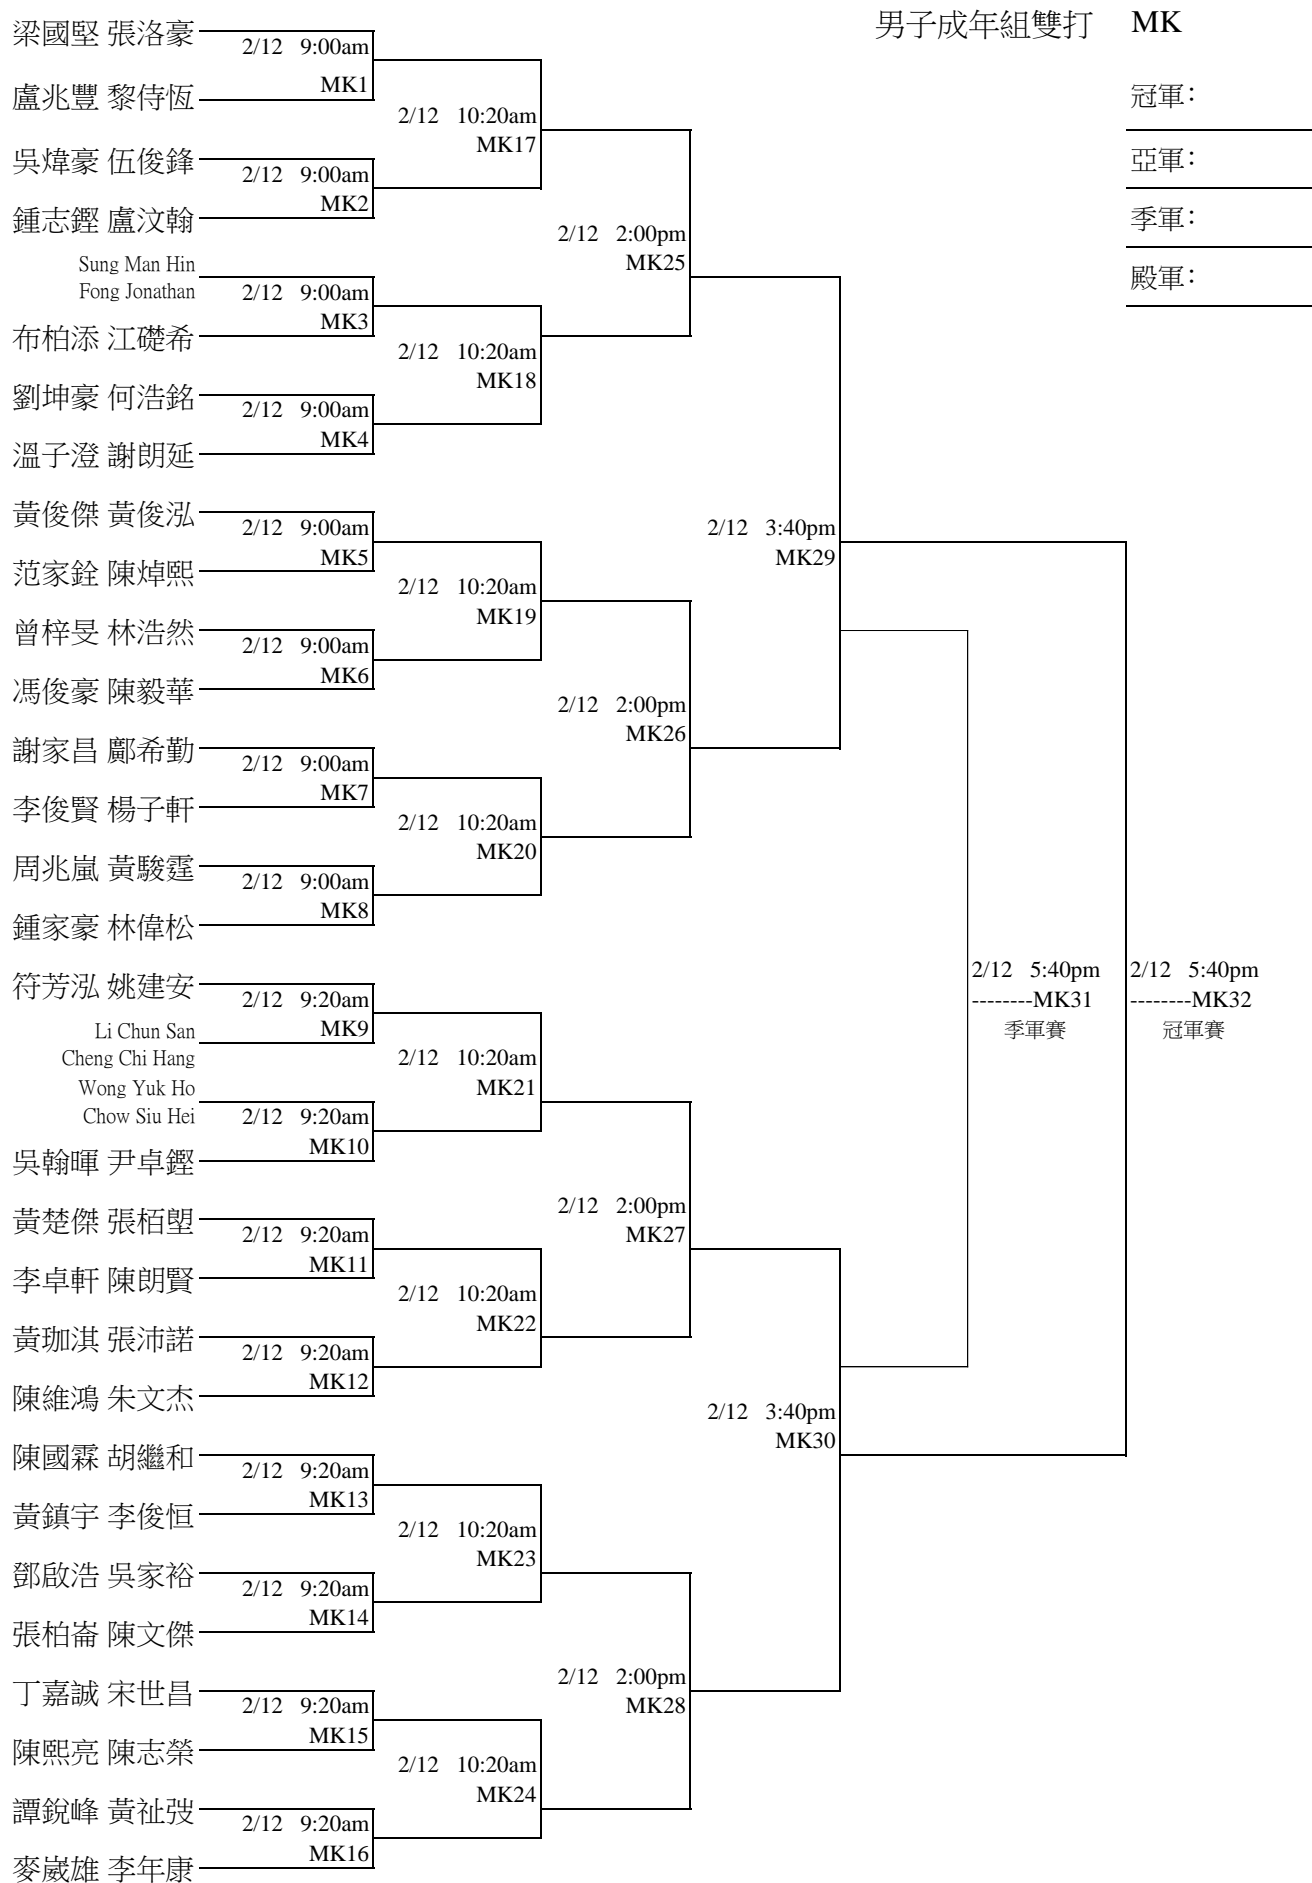 男子成年組雙打 MK
冠軍：
亞軍：
季軍：
殿軍：
梁國堅 張洛豪
2/12 9:00am
MK1
盧兆豐 黎侍恆
2/12 10:20am
MK17
吳煒豪 伍俊鋒
2/12 9:00am
MK2
鍾志鏗 盧汶翰
2/12 2:00pm
MK25
Sung Man Hin
Fong Jonathan
2/12 9:00am
MK3
布柏添 江礎希
2/12 10:20am
MK18
劉坤豪 何浩銘
2/12 9:00am
MK4
溫子澄 謝朗延
黃俊傑 黃俊泓
2/12 9:00am
MK5
2/12 3:40pm
MK29
范家銓 陳焯熙
2/12 10:20am
MK19
曾梓旻 林浩然
2/12 9:00am
MK6
馮俊豪 陳毅華
2/12 2:00pm
MK26
謝家昌 鄺希勤
2/12 9:00am
MK7
李俊賢 楊子軒
2/12 10:20am
MK20
周兆嵐 黃駿霆
2/12 9:00am
MK8
鍾家豪 林偉松
符芳泓 姚建安
2/12 9:20am
MK9
2/12 5:40pm
--------MK31
季軍賽
2/12 5:40pm
--------MK32
冠軍賽
Li Chun San
Cheng Chi Hang
2/12 10:20am
MK21
Wong Yuk Ho
Chow Siu Hei
2/12 9:20am
MK10
吳翰暉 尹卓鏗
2/12 2:00pm
MK27
黃楚傑 張栢塱
2/12 9:20am
MK11
李卓軒 陳朗賢
2/12 10:20am
MK22
黃珈淇 張沛諾
2/12 9:20am
MK12
陳維鴻 朱文杰
2/12 3:40pm
MK30
陳國霖 胡繼和
2/12 9:20am
MK13
黃鎮宇 李俊恒
2/12 10:20am
MK23
鄧啟浩 吳家裕
2/12 9:20am
MK14
張柏崙 陳文傑
2/12 2:00pm
MK28
丁嘉誠 宋世昌
2/12 9:20am
MK15
陳熙亮 陳志榮
2/12 10:20am
MK24
譚銳峰 黃祉弢
2/12 9:20am
MK16
麥崴雄 李年康